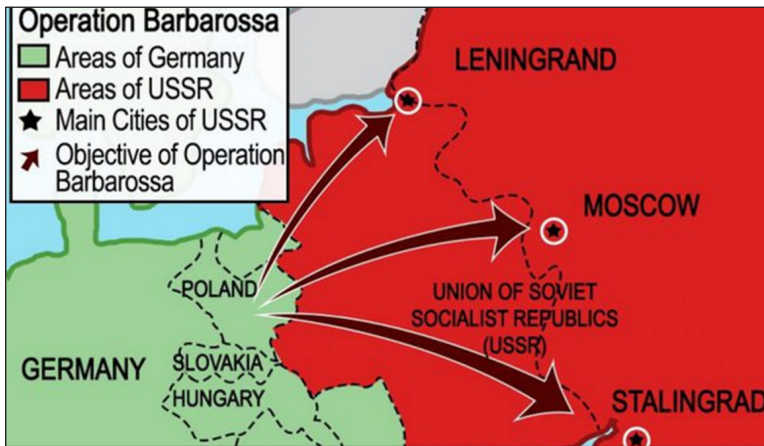 Operation Barbarossa
Areas of Germany
Areas of USSR
Main Cities of USSR
Objective of Operation
Barbarossa
LENINGRAND
MOSCOW
POLAND
UNION OF SOVIET
SOCIALIST REPUBLICS
(USSR)
GERMANY
SLOVAKIA
HUNGARY
STALINGRAD